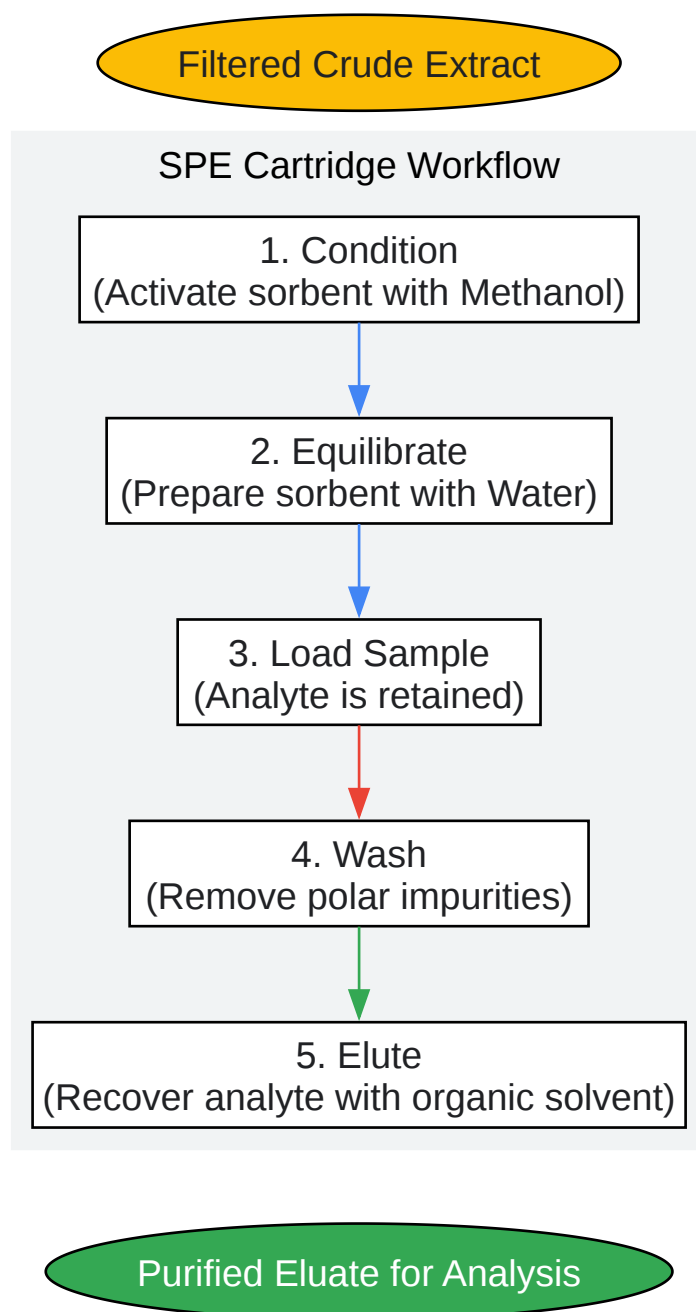 Filtered Crude Extract
SPE Cartridge Workflow
1. Condition
(Activate sorbent with Methanol)
2. Equilibrate
(Prepare sorbent with Water)
3. Load Sample
(Analyte is retained)
4. Wash
(Remove polar impurities)
5. Elute
(Recover analyte with organic solvent)
Purified Eluate for Analysis